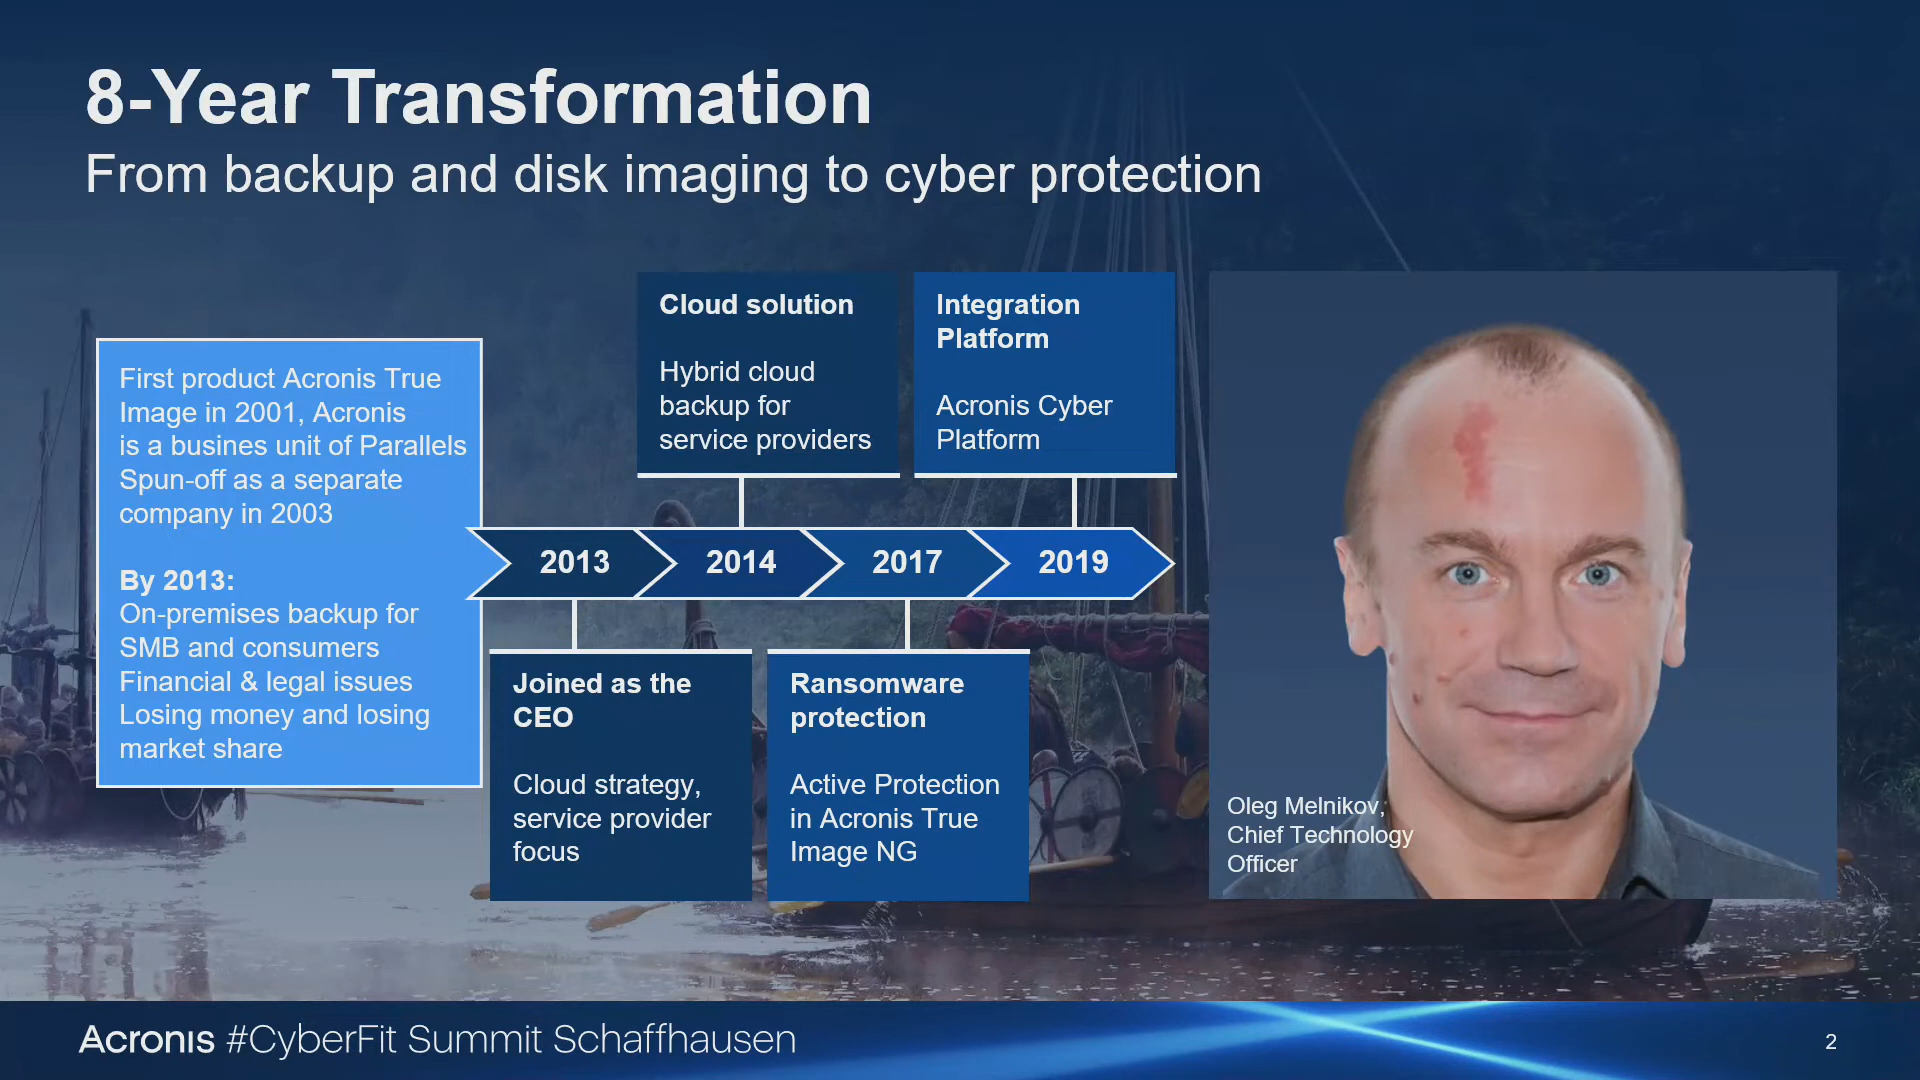 8-Year Transformation
From backup and disk imaging to cyber protection
First product Acronis True
Image in 2001, Acronis
is a busines unit of Parallels
Spun-off as a separate
company in 2003
By 2013:
On-premises backup for
SMB and consumers
Financial & legal issues
Losing money and losing
market share
Cloud solution
Hybrid cloud
backup for
service providers
Integration
Platform
Acronis Cyber
Platform
2013
2014
2017
2019
Joined as the
CEO
Cloud strategy,
service provider
focus
Ransomware
protection
Active Protection
in Acronis True
Image NG
Oleg Melnikov,
Chief Technology
Officer
Acronis #CyberFit Summit Schaffhausen
2